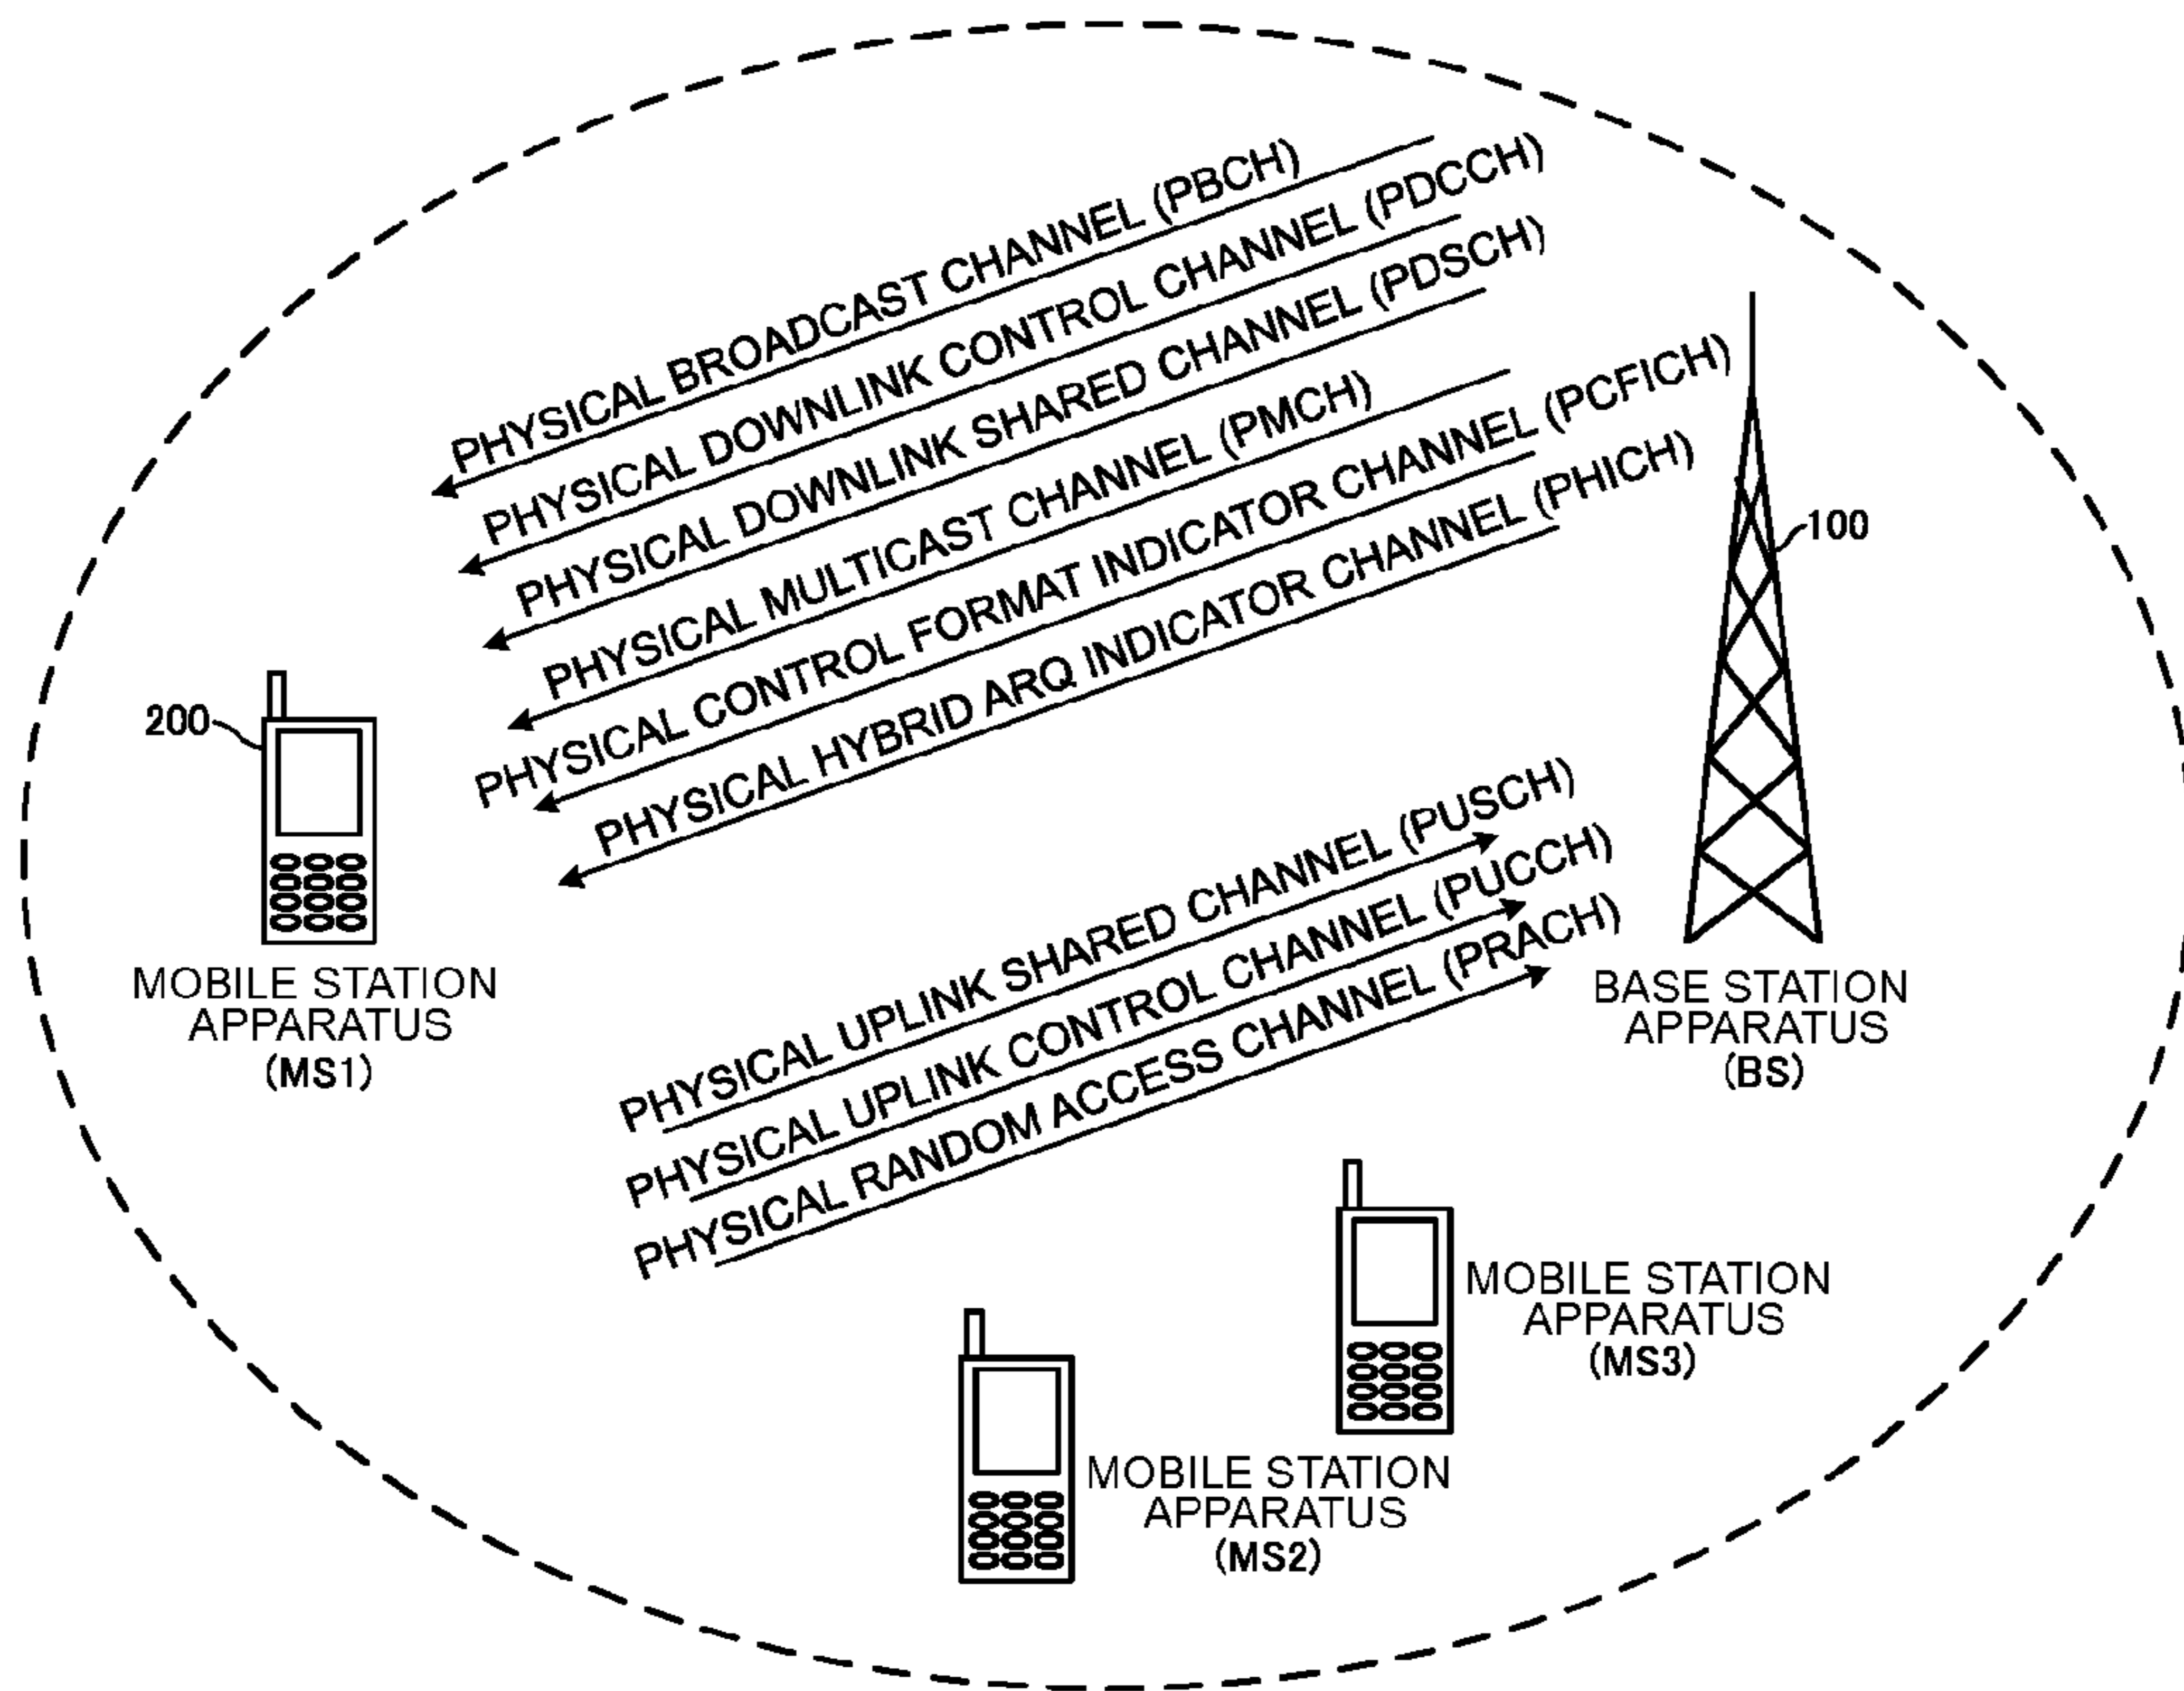 PHYSICAL BROADCAST CHANNEL (PBCH)
PHYSICAL DOWNLINK CONTROL CHANNEL (PDCCH)
PHYSICAL DOWNLINK SHARED CHANNEL (PDSCH)
PHYSICAL MULTICAST CHANNEL (PMCH)
PHYSICAL CONTROL FORMAT INDICATOR CHANNEL (PCFICH)
PHYSICAL HYBRID ARQ INDICATOR CHANNEL (PHICH)
100
200
PHYSICAL UPLINK SHARED CHANNEL (PUSCH)
PHYSICAL UPLINK CONTROL CHANNEL (PUCCH)
PHYSICAL RANDOM ACCESS CHANNEL (PRACH)
MOBILE STATION
APPARATUS
(MS1)
BASE STATION
APPARATUS
(BS)
MOBILE STATION
APPARATUS
(MS3)
MOBILE STATION
APPARATUS
(MS2)